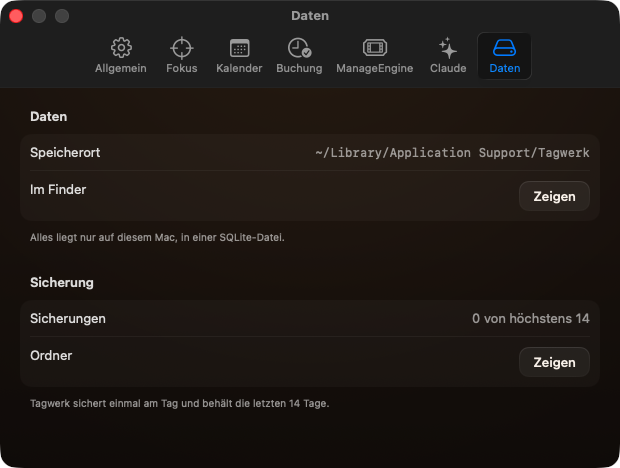 Daten
Allgemein Fokus Kalender Buchung ManageEngine Claude Daten
Daten
Speicherort ~/Library/Application Support/Tagwerk
Im Finder Zeigen
Alles liegt nur auf diesem Mac, in einer SQLite-Datei.
Sicherung
Sicherungen 0 von höchstens 14
Ordner Zeigen
Tagwerk sichert einmal am Tag und behält die letzten 14 Tage.